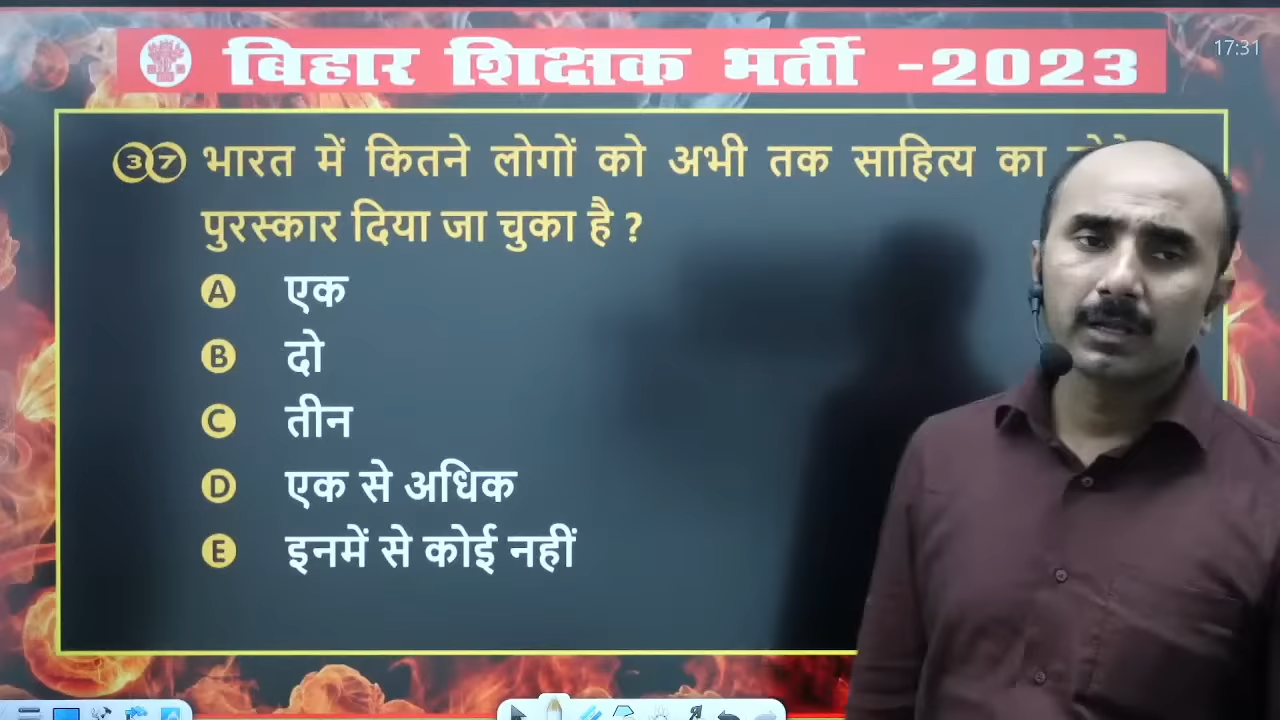 बिहार शिक्षक भर्ती -2023
17:31
37 भारत में कितने लोगों को अभी तक साहित्य का
पुरस्कार दिया जा चुका है ?
A एक
B दो
C तीन
D एक से अधिक
E इनमें से कोई नहीं